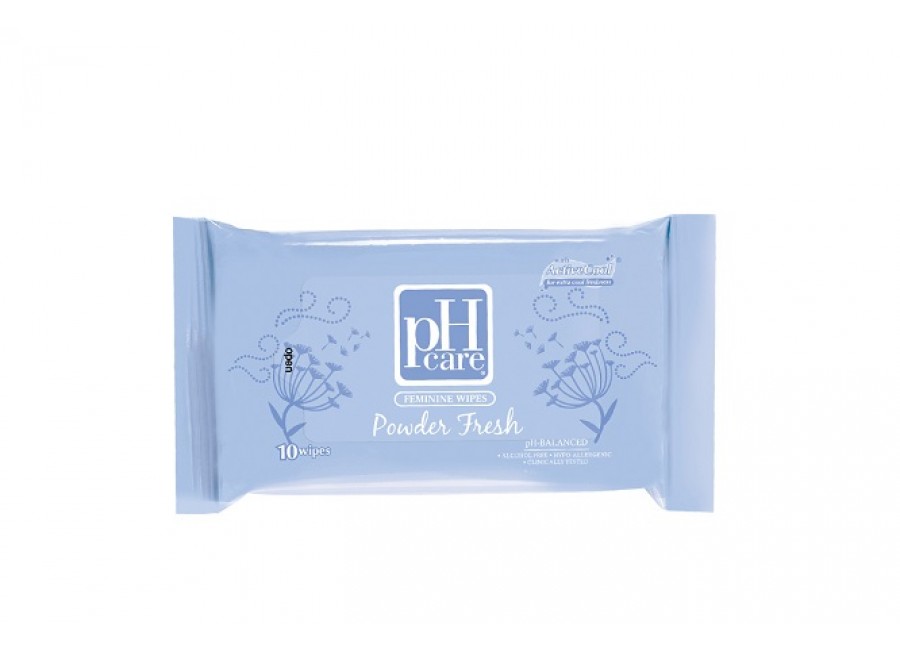 ActiveCool
for extra cool freshness
pH
care
open
FEMININE WIPES
Powder Fresh
10 wipes
pH-BALANCED
• ALCOHOL FREE • HYPO ALLERGENIC
• CLINICALLY TESTED